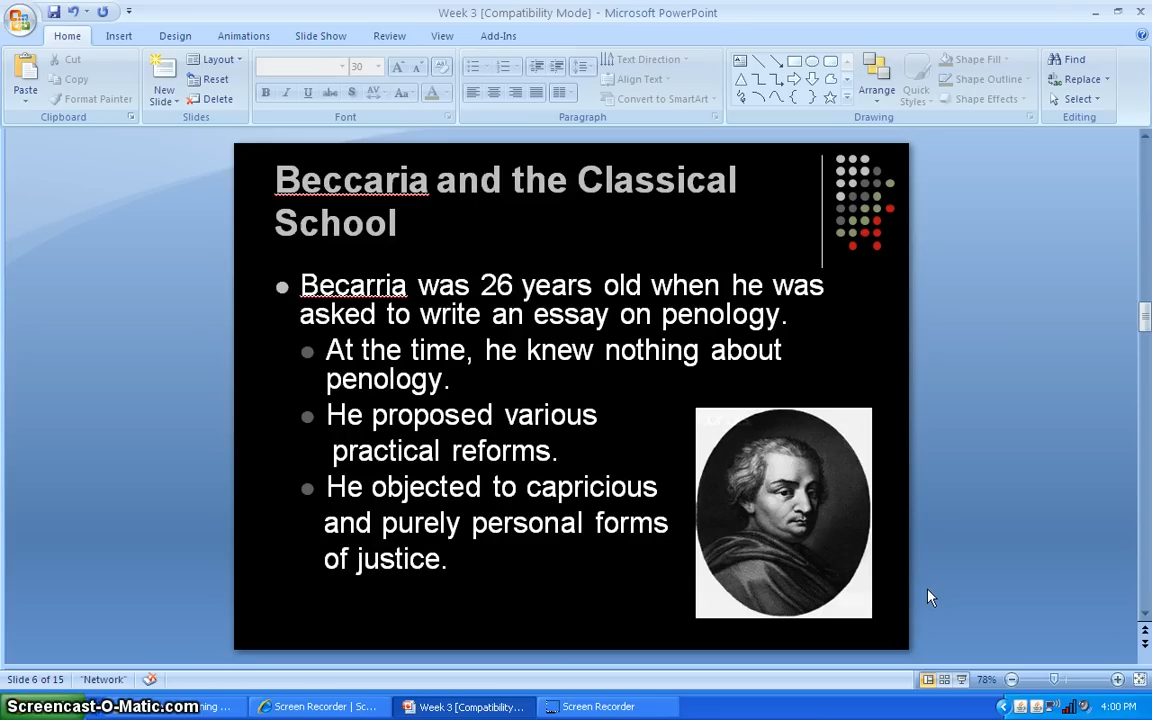 Week 3 [Compatibility Mode] - Microsoft PowerPoint
Home Insert Design Animations Slide Show Review View Add-Ins
Cut Layout 30 Text Direction Shape Fill Find
Copy Reset Align Text Shape Outline Replace
Paste Format Painter New Slide Delete B I U abc S AV Aa A Convert to SmartArt Arrange Quick Styles Shape Effects Select
Clipboard Slides Font Paragraph Drawing Editing
Beccaria and the Classical
School
Becarria was 26 years old when he was
asked to write an essay on penology.
At the time, he knew nothing about
penology.
He proposed various
practical reforms.
He objected to capricious
and purely personal forms
of justice.
Slide 6 of 15 "Network" 78%
Screencast-O-Matic.com ning ... Screen Recorder | Sc... Week 3 [Compatibility... Screen Recorder 4:00 PM